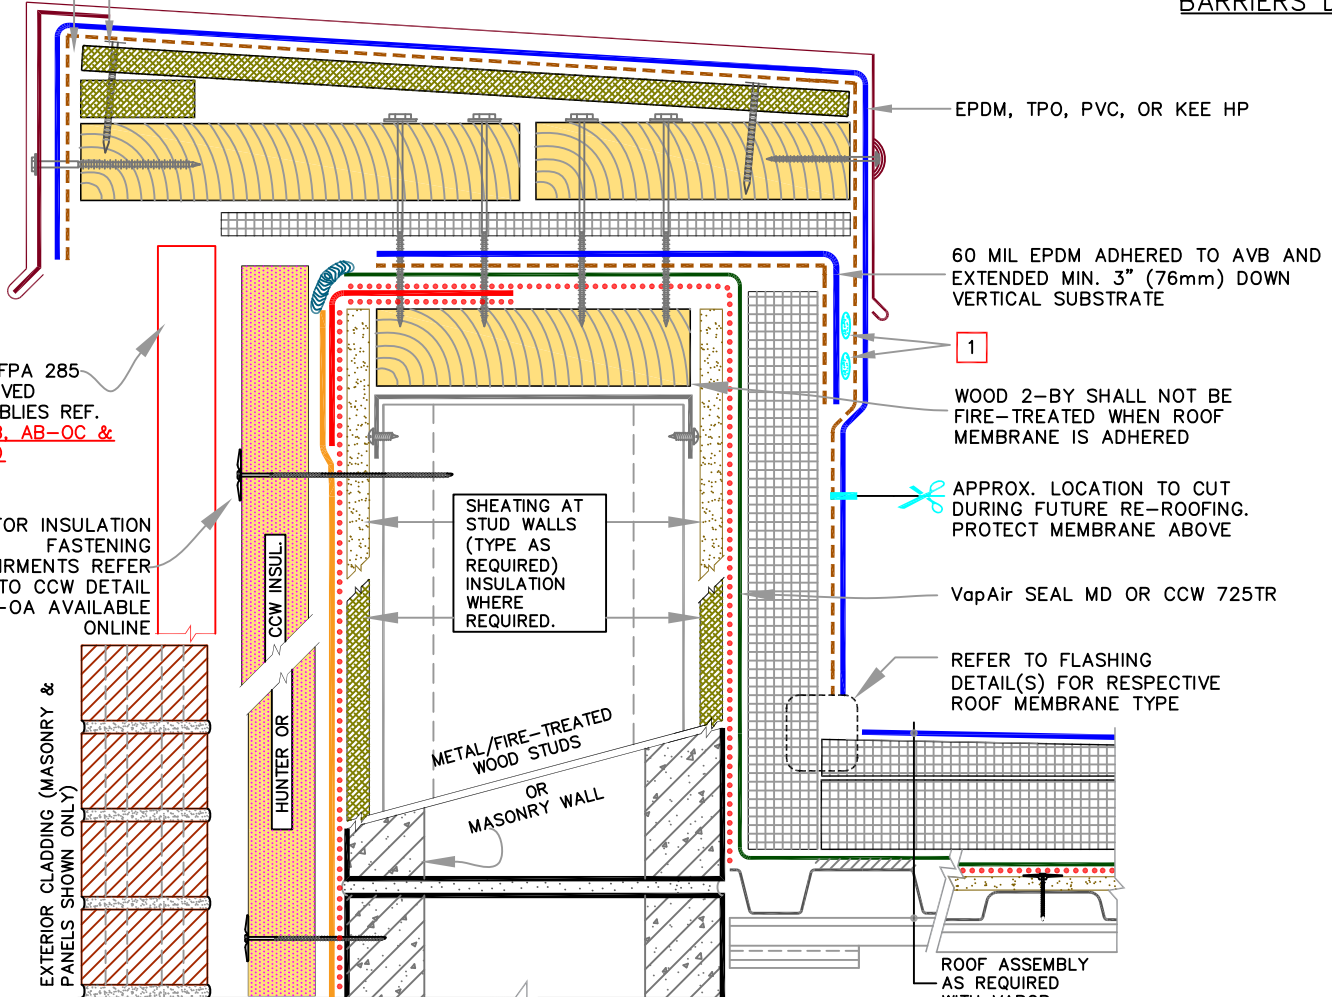 BARRIERS
EPDM, TPO, PVC, OR KEE HP
60 MIL EPDM ADHERED TO AVB AND
EXTENDED MIN. 3" (76mm) DOWN
VERTICAL SUBSTRATE
1
WOOD 2-BY SHALL NOT BE
FIRE-TREATED WHEN ROOF
MEMBRANE IS ADHERED
APPROX. LOCATION TO CUT
DURING FUTURE RE-ROOFING.
PROTECT MEMBRANE ABOVE
VapAir SEAL MD OR CCW 725TR
REFER TO FLASHING
DETAIL(S) FOR RESPECTIVE
ROOF MEMBRANE TYPE
ROOF ASSEMBLY
AS REQUIRED
WITH VAPOR
FPA 285
VED
BLIES REF.
, AB-OC &
TOR INSULATION
FASTENING
IRMENTS REFER
TO CCW DETAIL
-OA AVAILABLE
ONLINE
SHEATING AT
STUD WALLS
(TYPE AS
REQUIRED)
INSULATION
WHERE
REQUIRED.
HUNTER OR CCW INSUL.
METAL/FIRE-TREATED
WOOD STUDS
OR
MASONRY WALL
EXTERIOR CLADDING (MASONRY &
PANELS SHOWN ONLY)